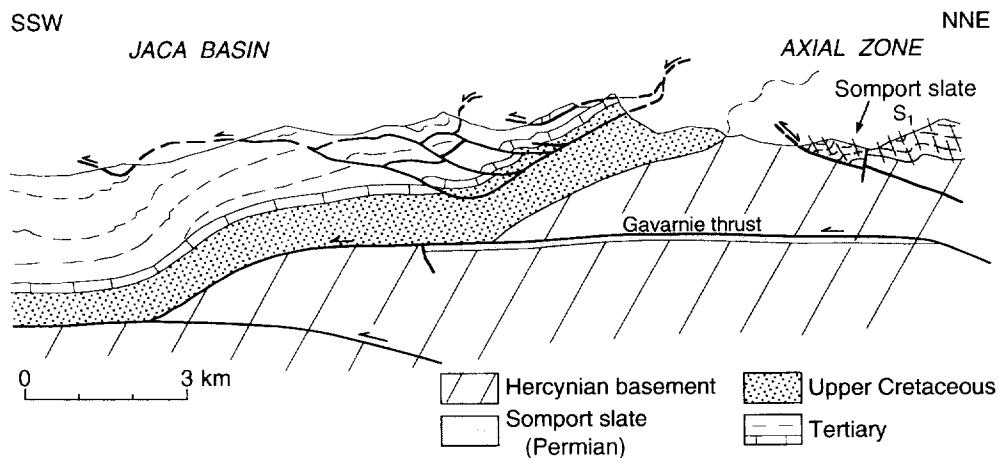 SSW
NNE
JACA BASIN
AXIAL ZONE
Somport slate
S1
Gavarnie thrust
0 3 km
Hercynian basement
Somport slate
(Permian)
Upper Cretaceous
Tertiary